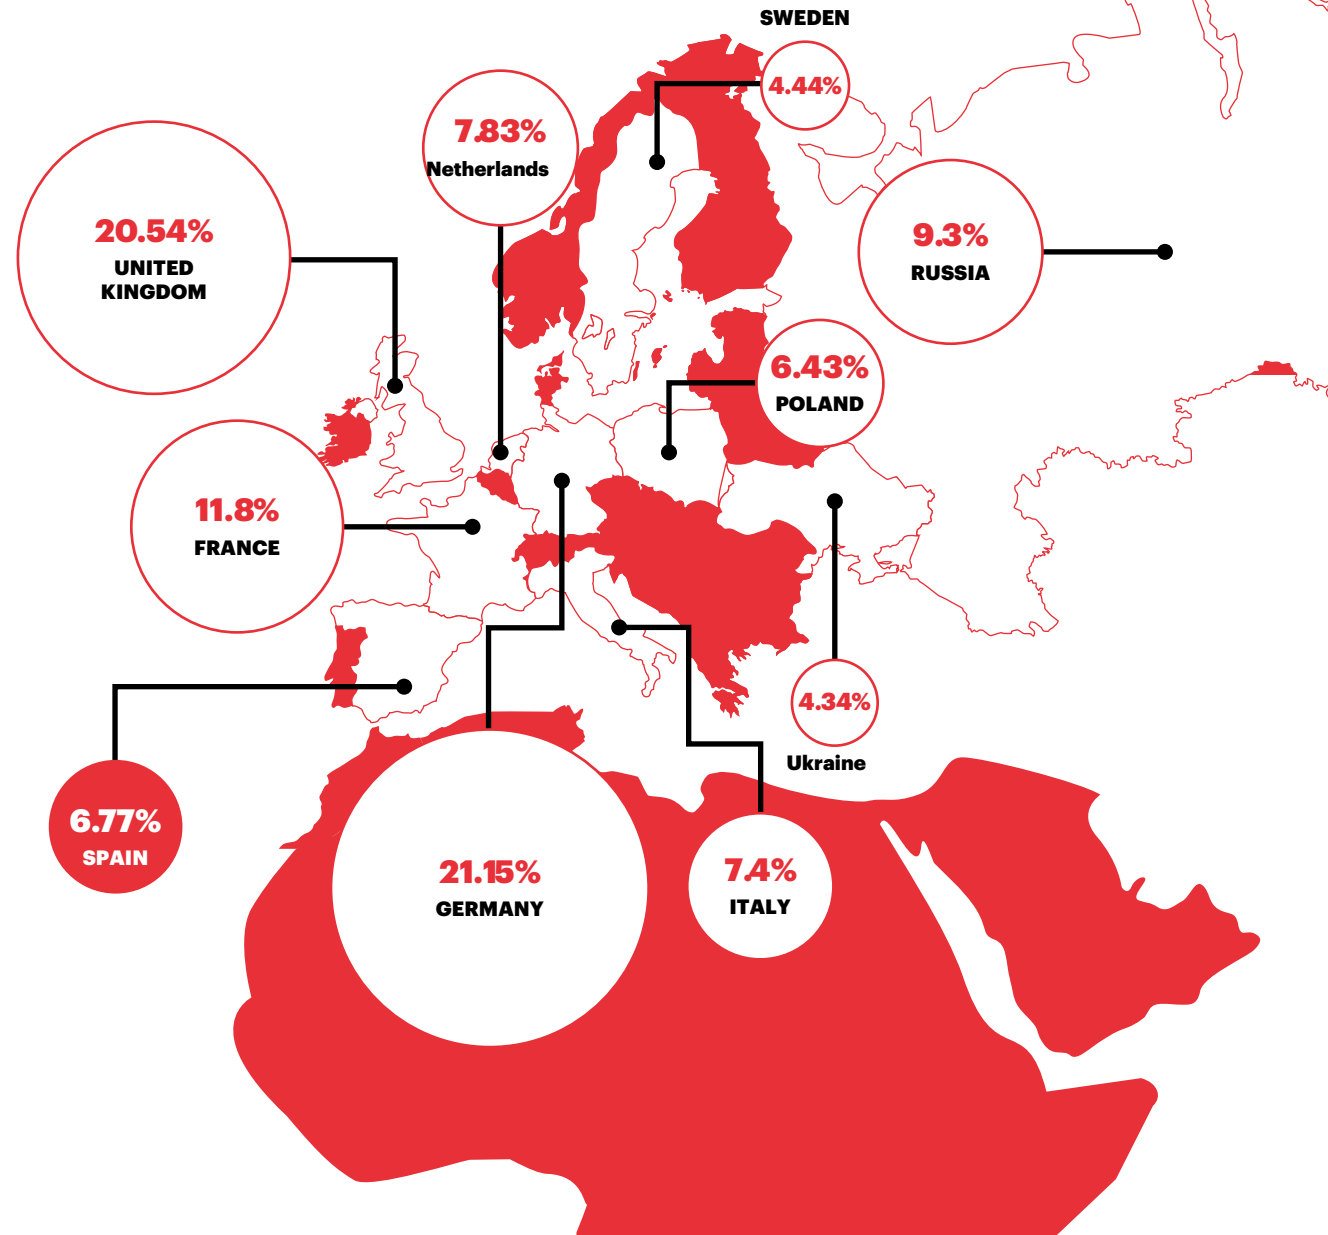 SWEDEN
4.44%
7.83%
Netherlands
20.54%
UNITED
KINGDOM
9.3%
RUSSIA
6.43%
POLAND
11.8%
FRANCE
4.34%
Ukraine
6.77%
SPAIN
21.15%
GERMANY
7.4%
ITALY